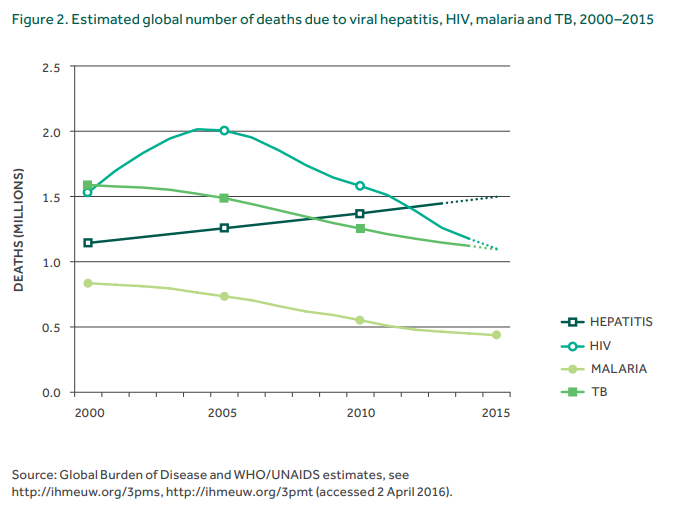 Figure 2. Estimated global number of deaths due to viral hepatitis, HIV, malaria and TB, 2000–2015
2.5
2.0
1.5
1.0
0.5
0.0
DEATHS (MILLIONS)
2000 2005 2010 2015
HEPATITIS
HIV
MALARIA
TB
Source: Global Burden of Disease and WHO/UNAIDS estimates, see
http://ihmeuw.org/3pms, http://ihmeuw.org/3pmt (accessed 2 April 2016).